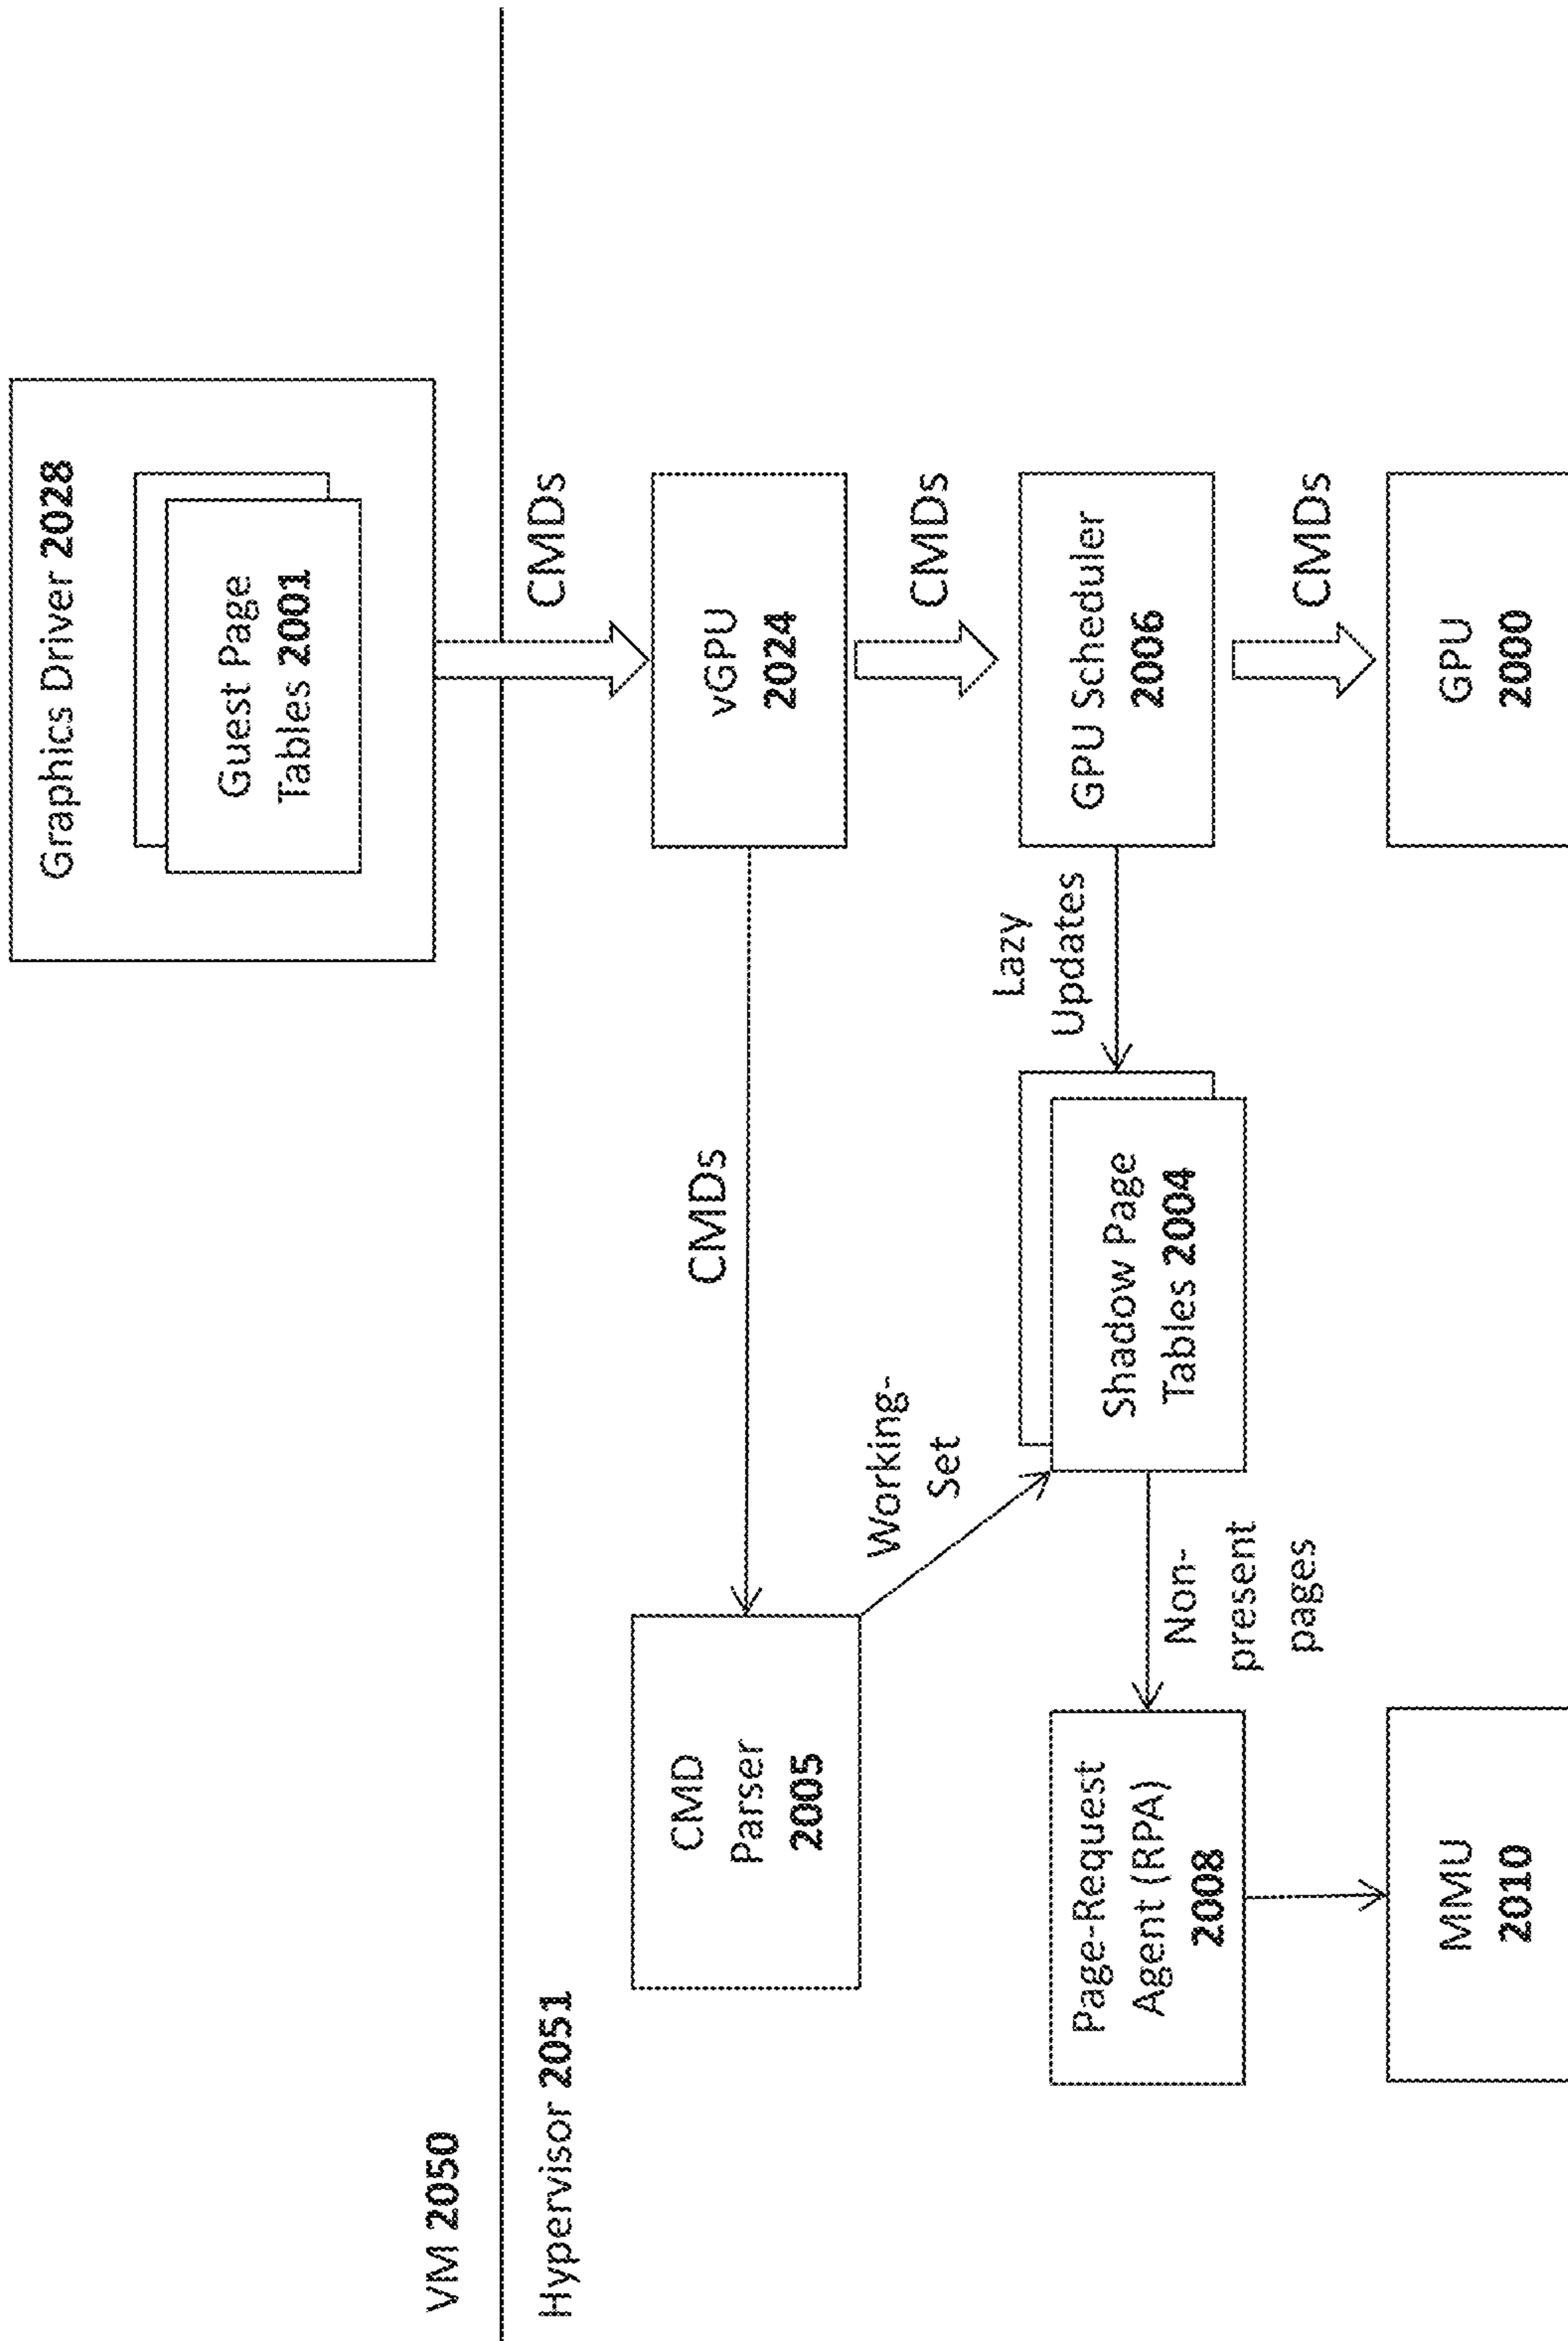 VM 2050
Hypervisor 2051
Graphics Driver 2028
Guest Page
Tables 2001
CMDs
vGPU
2024
CMDs
CMD
Parser
2005
Working-
Set
CMDs
GPU Scheduler
2006
Lazy
Updates
Shadow Page
Tables 2004
Non-
present
pages
Page-Request
Agent (RPA)
2008
CMDs
GPU
2000
MMU
2010